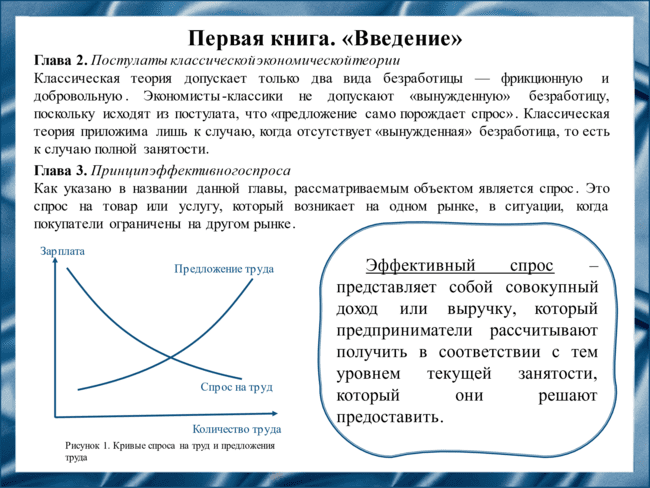 Первая книга. «Введение»
Глава 2. Постулаты классическойэкономическойтеории
Классическая теория допускает только два вида безработицы — фрикционную и
добровольную. Экономисты-классики не допускают «вынужденную» безработицу,
поскольку исходят из постулата, что «предложение само порождает спрос». Классическая
теория приложима лишь к случаю, когда отсутствует «вынужденная» безработица, то есть
к случаю полной занятости.
Глава 3. Принципэффективногоспроса
Как указано в названии данной главы, рассматриваемым объектом является спрос. Это
спрос на товар или услугу, который возникает на одном рынке, в ситуации, когда
покупатели ограничены на другом рынке.
Зарплата
Предложение труда
Спрос на труд
Количество труда
Рисунок 1. Кривые спроса на труд и предложения
труда
Эффективный спрос –
представляет собой совокупный
доход или выручку, который
предприниматели рассчитывают
получить в соответствии с тем
уровнем текущей занятости,
который они решают
предоставить.